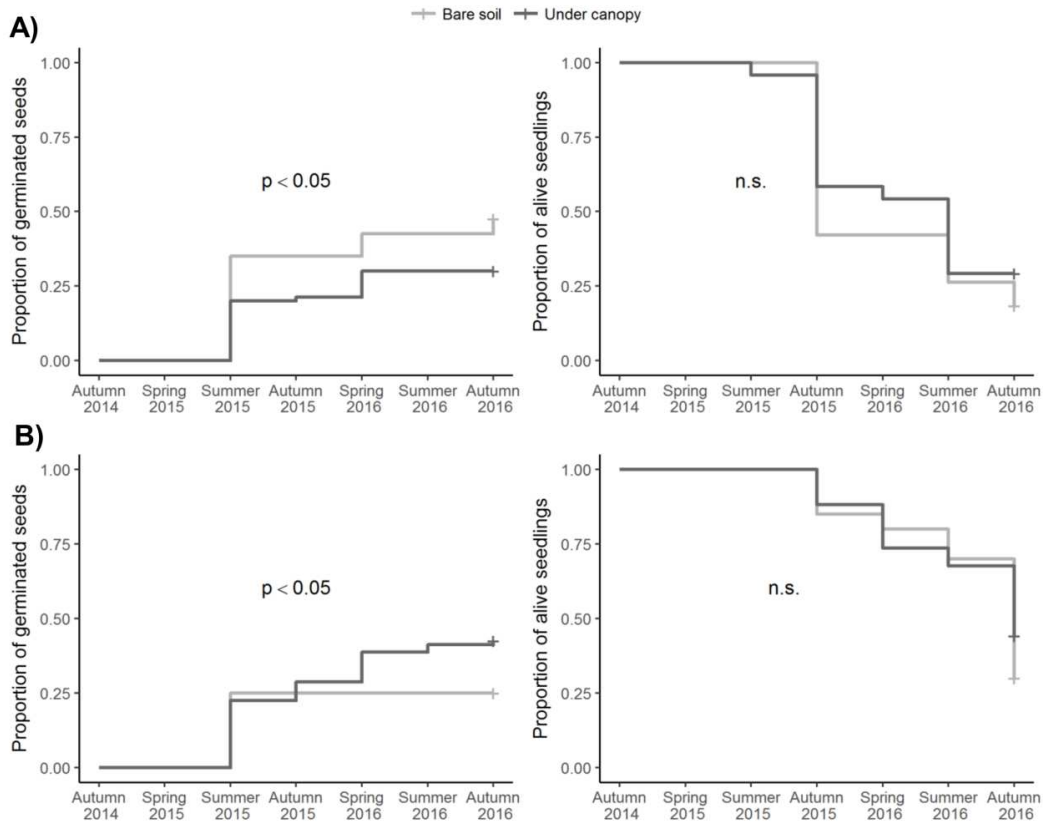 Bare soil Under canopy
A)
Proportion of germinated seeds
1.00
0.75
0.50
0.25
0.00
p < 0.05
Autumn 2014 Spring 2015 Summer 2015 Autumn 2015 Spring 2016 Summer 2016 Autumn 2016
Proportion of alive seedlings
1.00
0.75
0.50
0.25
0.00
n.s.
Autumn 2014 Spring 2015 Summer 2015 Autumn 2015 Spring 2016 Summer 2016 Autumn 2016
B)
Proportion of germinated seeds
1.00
0.75
0.50
0.25
0.00
p < 0.05
Autumn 2014 Spring 2015 Summer 2015 Autumn 2015 Spring 2016 Summer 2016 Autumn 2016
Proportion of alive seedlings
1.00
0.75
0.50
0.25
0.00
n.s.
Autumn 2014 Spring 2015 Summer 2015 Autumn 2015 Spring 2016 Summer 2016 Autumn 2016